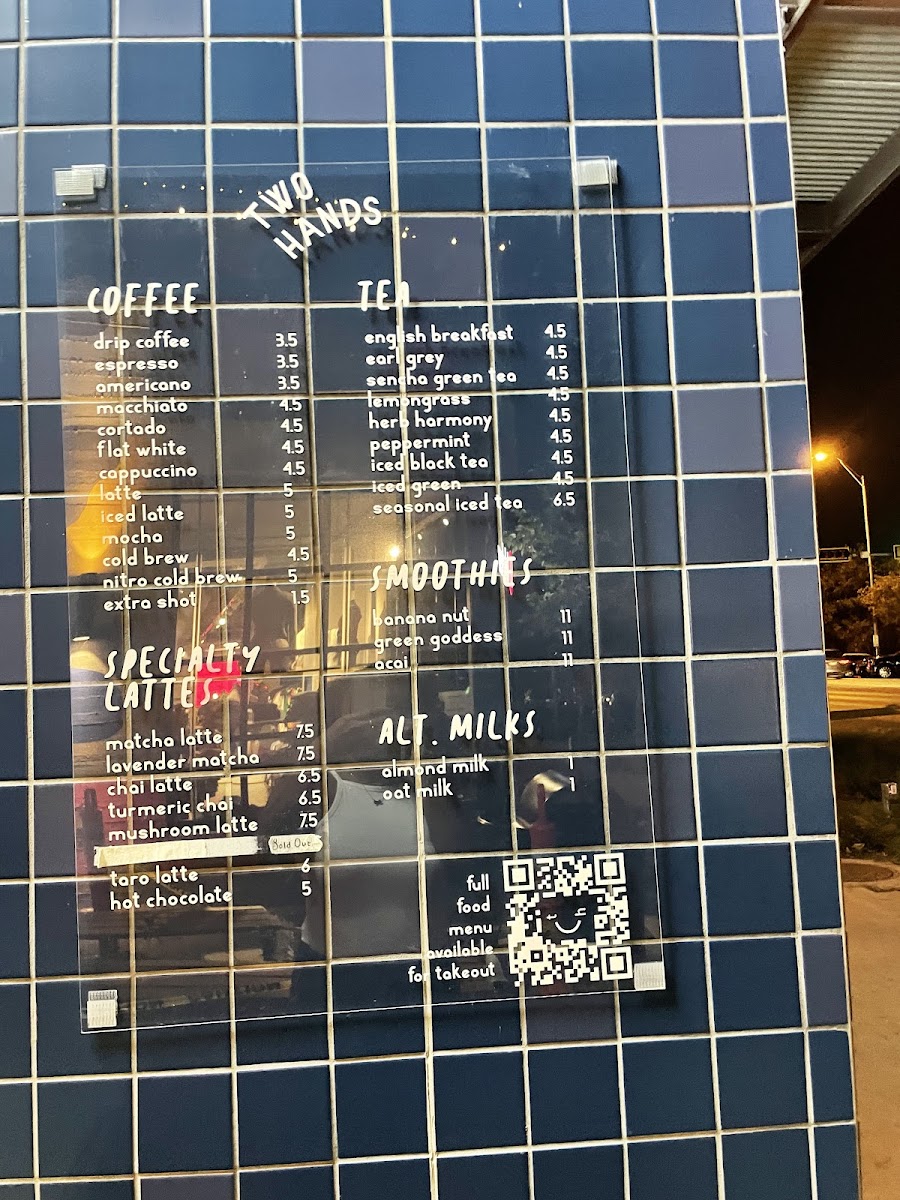 TWO
HANDS
COFFEE
drip coffee 3.5
espresso 3.5
americano 3.5
macchiato 4.5
cortado 4.5
flat white 4.5
cappuccino 4.5
latte 5
iced latte 5
mocha 5
cold brew 4.5
nitro cold brew 5
extra shot 1.5
SPECIALTY
LATTES
matcha latte 7.5
lavender matcha 7.5
chai latte 6.5
turmeric chai 6.5
mushroom latte 7.5
Sold Out
taro latte 6
hot chocolate 5
TEA
english breakfast 4.5
earl grey 4.5
sencha green tea 4.5
lemongrass 4.5
herb harmony 4.5
peppermint 4.5
iced black tea 4.5
iced green 4.5
seasonal iced tea 6.5
SMOOTHIES
banana nut 11
green goddess 11
acai 11
ALT. MILKS
almond milk 1
oat milk 1
full
food
menu
available
for takeout